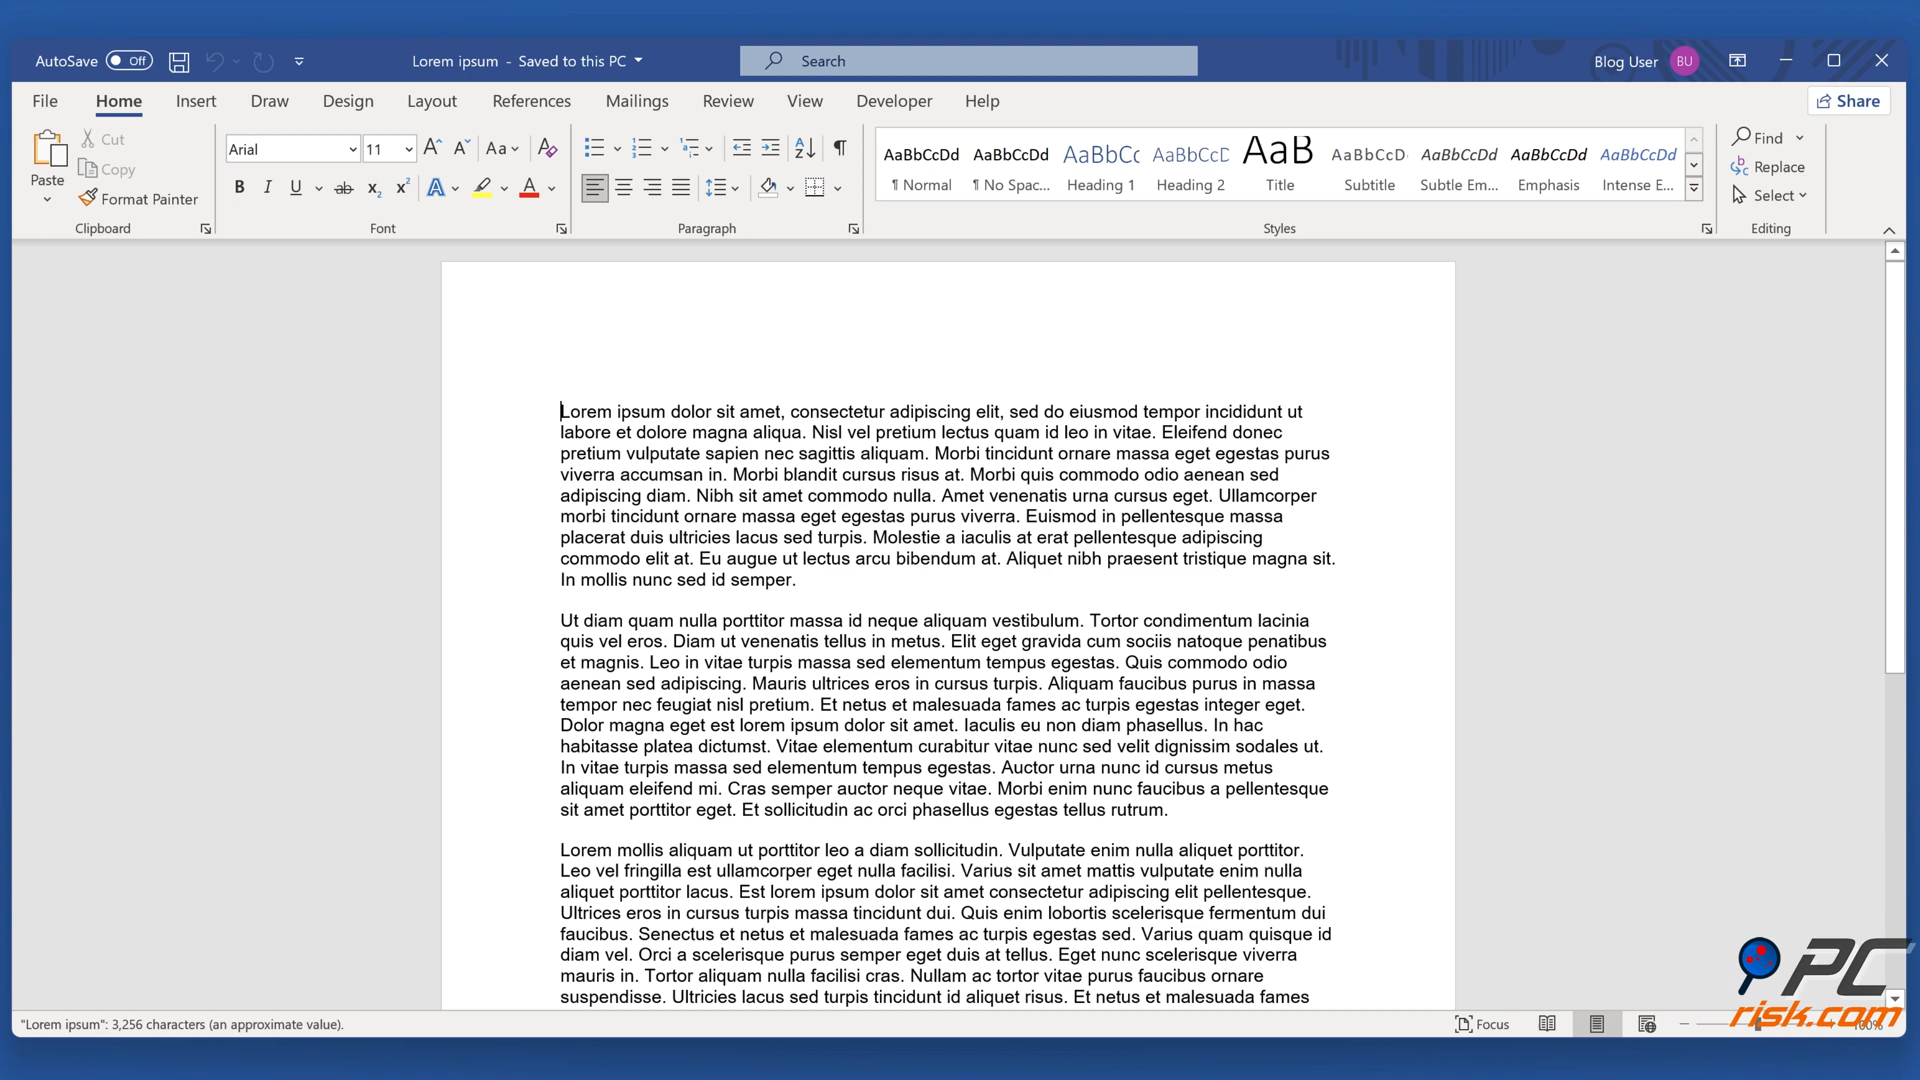 AutoSave Off Lorem ipsum - Saved to this PC Search Blog User BU
File Home Insert Draw Design Layout References Mailings Review View Developer Help Share
Paste
Cut
Copy
Format Painter
Clipboard
Arial 11 A A Aa A
B I U ab x2 x2 A A
Font
A Z ¶
Paragraph
AaBbCcDd AaBbCcDd AaBbCc AaBbCcD AaB AaBbCcD AaBbCcDd AaBbCcDd AaBbCcDd
¶ Normal ¶ No Spac... Heading 1 Heading 2 Title Subtitle Subtle Em... Emphasis Intense E...
Styles
Find
Replace
Select
Editing
Lorem ipsum dolor sit amet, consectetur adipiscing elit, sed do eiusmod tempor incididunt ut
labore et dolore magna aliqua. Nisl vel pretium lectus quam id leo in vitae. Eleifend donec
pretium vulputate sapien nec sagittis aliquam. Morbi tincidunt ornare massa eget egestas purus
viverra accumsan in. Morbi blandit cursus risus at. Morbi quis commodo odio aenean sed
adipiscing diam. Nibh sit amet commodo nulla. Amet venenatis urna cursus eget. Ullamcorper
morbi tincidunt ornare massa eget egestas purus viverra. Euismod in pellentesque massa
placerat duis ultricies lacus sed turpis. Molestie a iaculis at erat pellentesque adipiscing
commodo elit at. Eu augue ut lectus arcu bibendum at. Aliquet nibh praesent tristique magna sit.
In mollis nunc sed id semper.
Ut diam quam nulla porttitor massa id neque aliquam vestibulum. Tortor condimentum lacinia
quis vel eros. Diam ut venenatis tellus in metus. Elit eget gravida cum sociis natoque penatibus
et magnis. Leo in vitae turpis massa sed elementum tempus egestas. Quis commodo odio
aenean sed adipiscing. Mauris ultrices eros in cursus turpis. Aliquam faucibus purus in massa
tempor nec feugiat nisl pretium. Et netus et malesuada fames ac turpis egestas integer eget.
Dolor magna eget est lorem ipsum dolor sit amet. Iaculis eu non diam phasellus. In hac
habitasse platea dictumst. Vitae elementum curabitur vitae nunc sed velit dignissim sodales ut.
In vitae turpis massa sed elementum tempus egestas. Auctor urna nunc id cursus metus
aliquam eleifend mi. Cras semper auctor neque vitae. Morbi enim nunc faucibus a pellentesque
sit amet porttitor eget. Et sollicitudin ac orci phasellus egestas tellus rutrum.
Lorem mollis aliquam ut porttitor leo a diam sollicitudin. Vulputate enim nulla aliquet porttitor.
Leo vel fringilla est ullamcorper eget nulla facilisi. Varius sit amet mattis vulputate enim nulla
aliquet porttitor lacus. Est lorem ipsum dolor sit amet consectetur adipiscing elit pellentesque.
Ultrices eros in cursus turpis massa tincidunt dui. Quis enim lobortis scelerisque fermentum dui
faucibus. Senectus et netus et malesuada fames ac turpis egestas sed. Varius quam quisque id
diam vel. Orci a scelerisque purus semper eget duis at tellus. Eget nunc scelerisque viverra
mauris in. Tortor aliquam nulla facilisi cras. Nullam ac tortor vitae purus faucibus ornare
suspendisse. Ultricies lacus sed turpis tincidunt id aliquet risus. Et netus et malesuada fames
"Lorem ipsum": 3,256 characters (an approximate value).
Focus
100%
PC
risk.com